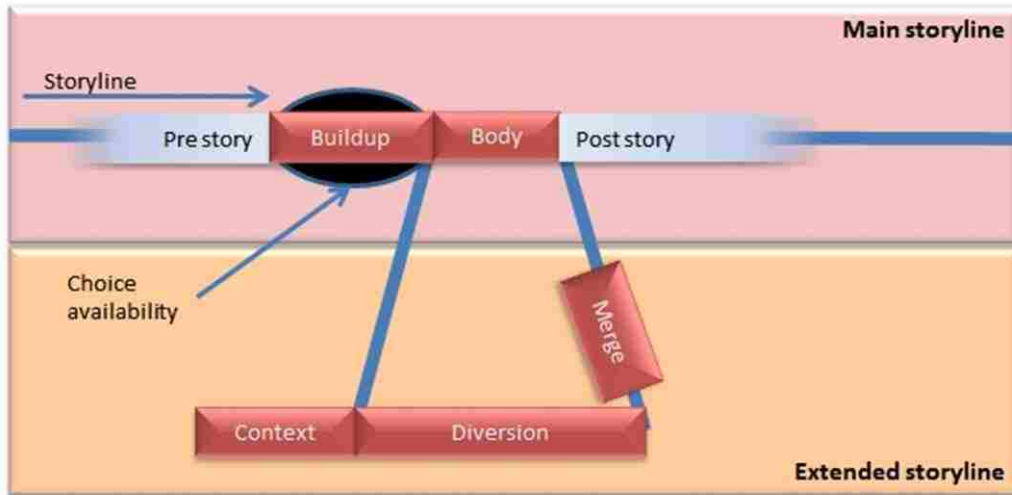 Main storyline
Storyline
Pre story
Buildup
Body
Post story
Choice
availability
Merge
Context
Diversion
Extended storyline